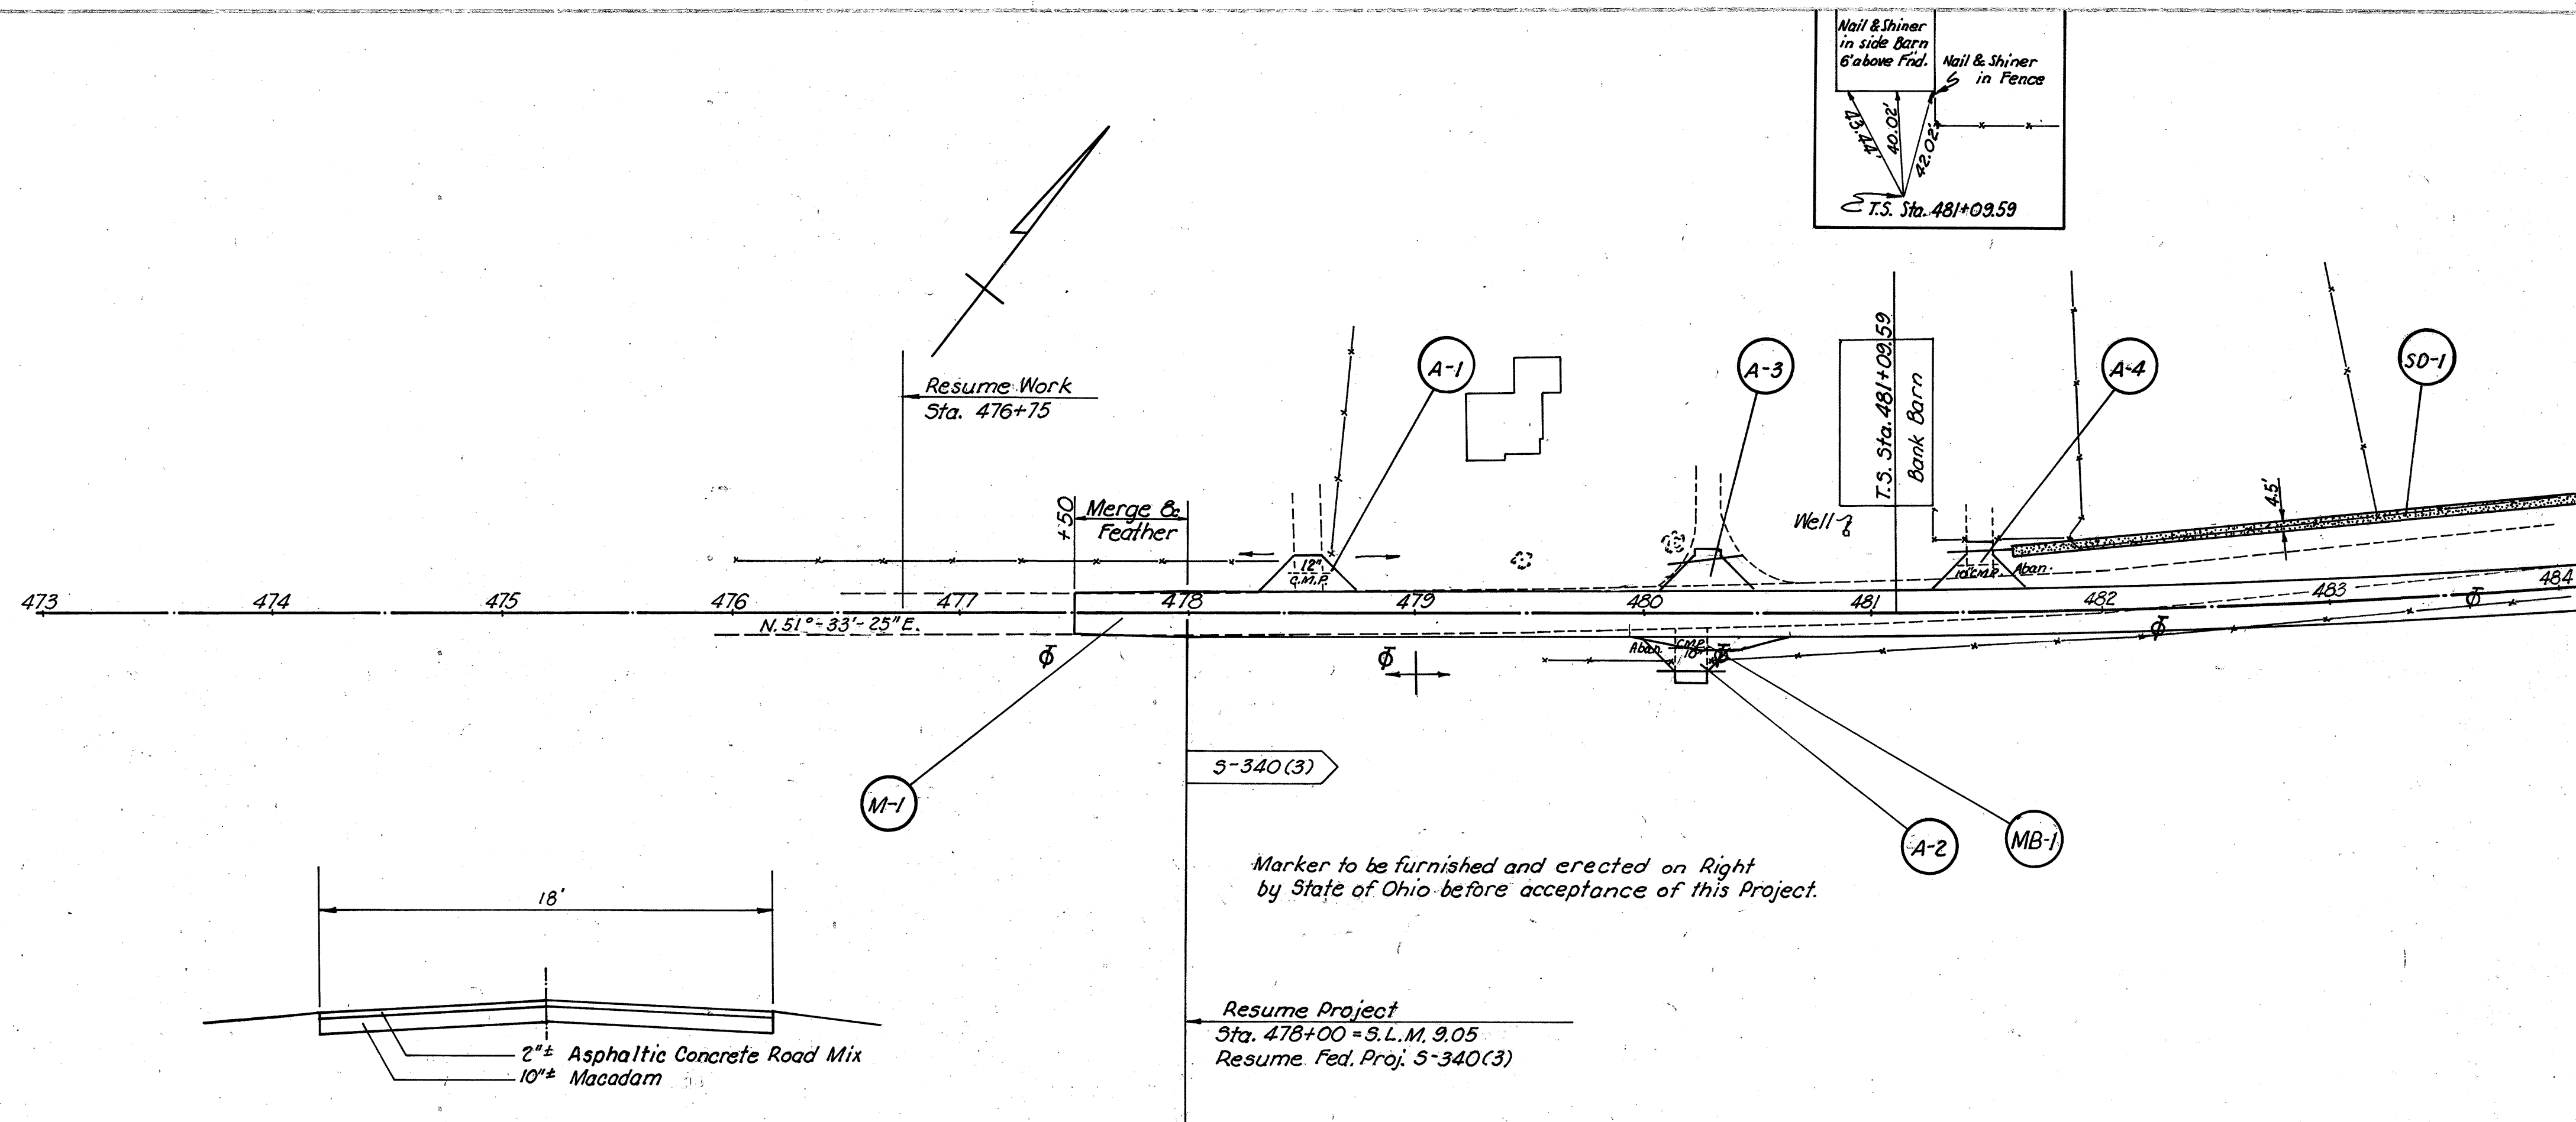 Nail & Shiner
in side Barn
6' above Fnd.
Nail & Shiner
in Fence
43.44'
40.02'
42.02'
T.S. Sta. 481+09.59
Resume Work
Sta. 476+75
A-1
A-3
T.S. Sta. 481+09.59
Bank Barn
A-4
SD-1
+50
Merge &
Feather
Well
4.5'
12"
C.M.P.
10" C.M.P.
Aban.
473
474
475
476
477
478
479
480
481
482
483
484
N. 51°-33'-25" E.
Aban.
CMP
10"
S-340(3)
M-1
A-2
MB-1
Marker to be furnished and erected on Right
by State of Ohio before acceptance of this Project.
18'
2"± Asphaltic Concrete Road Mix
10"± Macadam
Resume Project
Sta. 478+00 = S.L.M. 9.05
Resume Fed. Proj. S-340(3)